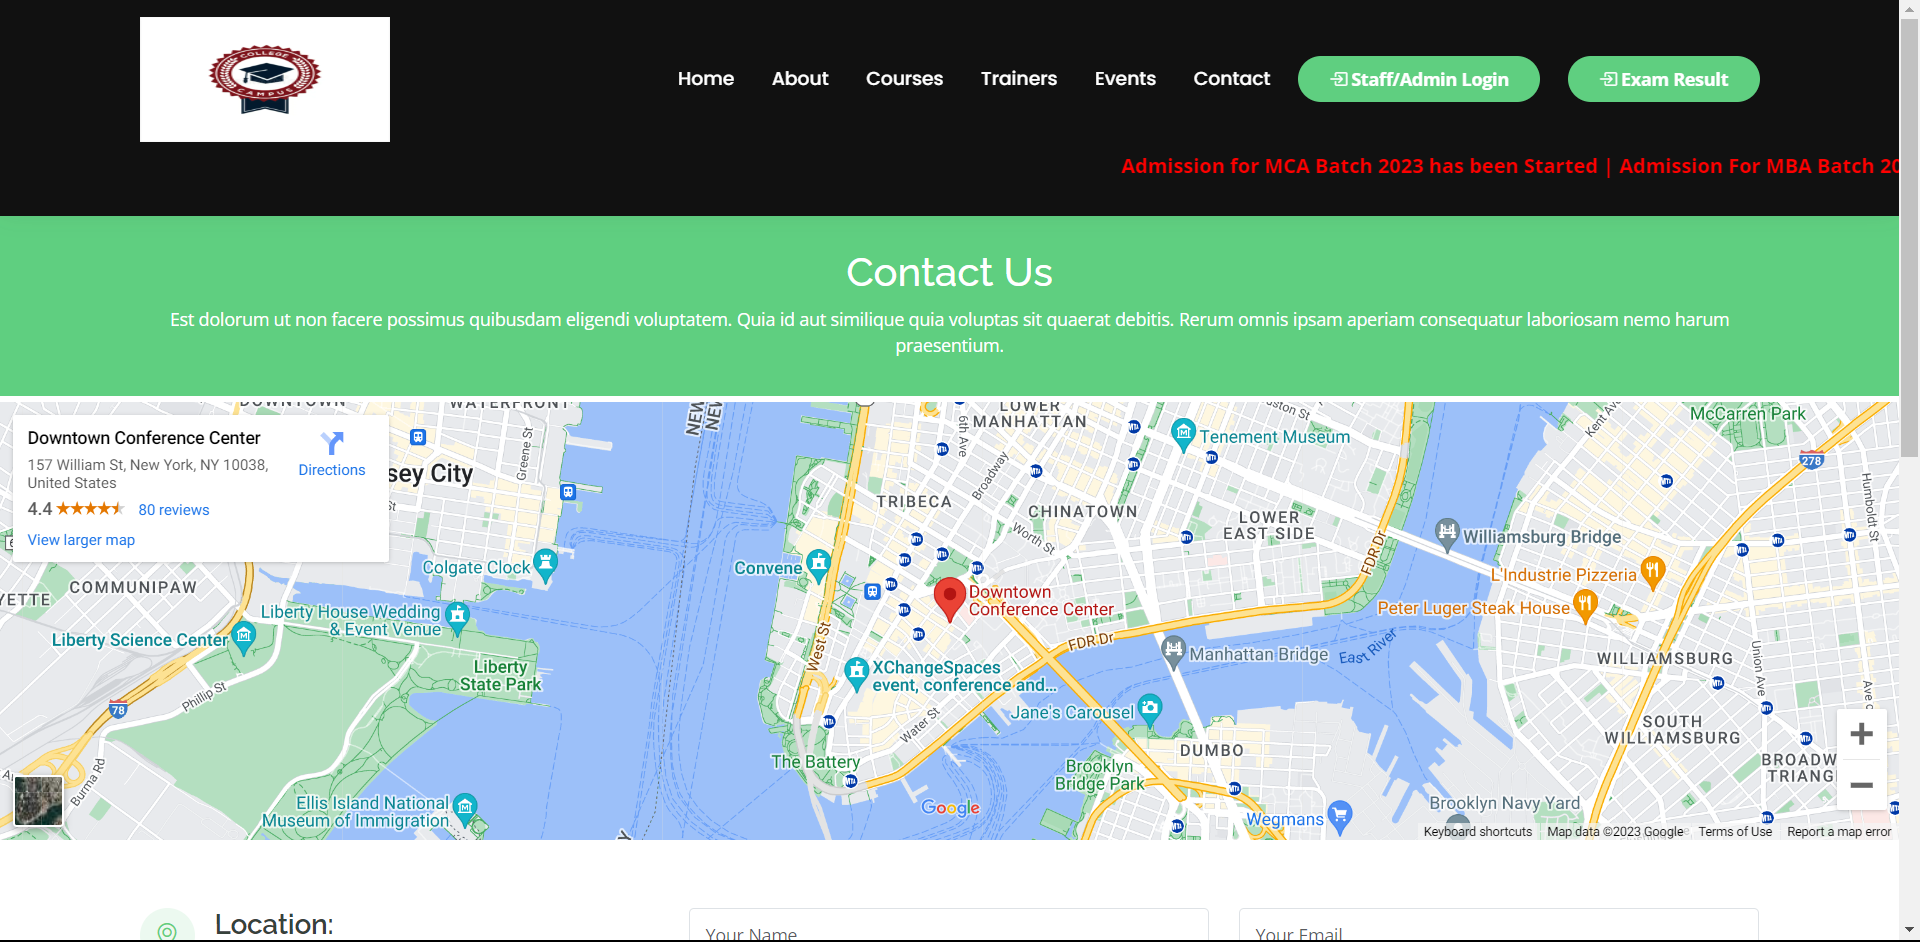 COLLEGE
CAMPUS
Home
About
Courses
Trainers
Events
Contact
Staff/Admin Login
Exam Result
Admission for MCA Batch 2023 has been Started | Admission For MBA Batch 20
Contact Us
Est dolorum ut non facere possimus quibusdam eligendi voluptatem. Quia id aut similique quia voluptas sit quaerat debitis. Rerum omnis ipsam aperiam consequatur laboriosam nemo harum
praesentium.
Downtown Conference Center
157 William St, New York, NY 10038,
United States
Directions
4.4
80 reviews
View larger map
DOWNTOWN
WATERFRONT
sey City
Greene St
St
NEW
NEW
COMMUNIPAW
YETTE
Colgate Clock
Liberty House Wedding
& Event Venue
Liberty Science Center
Liberty
State Park
Phillip St
78
Burma Rd
Ellis Island National
Museum of Immigration
LOWER
MANHATTAN
6th Ave
Broadway
TRIBECA
CHINATOWN
Worth St
LOWER
EAST SIDE
Tenement Museum
FDR Dr
Convene
Downtown
Conference Center
West St
FDR Dr
XChangeSpaces
event, conference and...
Water St
The Battery
Jane's Carousel
Manhattan Bridge
East River
DUMBO
Brooklyn
Bridge Park
Google
Wegmans
Kent Av
McCarren Park
278
Humboldt St
Williamsburg Bridge
L'Industrie Pizzeria
Peter Luger Steak House
WILLIAMSBURG
Union Ave
Ave
SOUTH
WILLIAMSBURG
BROADW
TRIANG
Brooklyn Navy Yard
Keyboard shortcuts
Map data ©2023 Google
Terms of Use
Report a map error
Location:
Your Name
Your Email